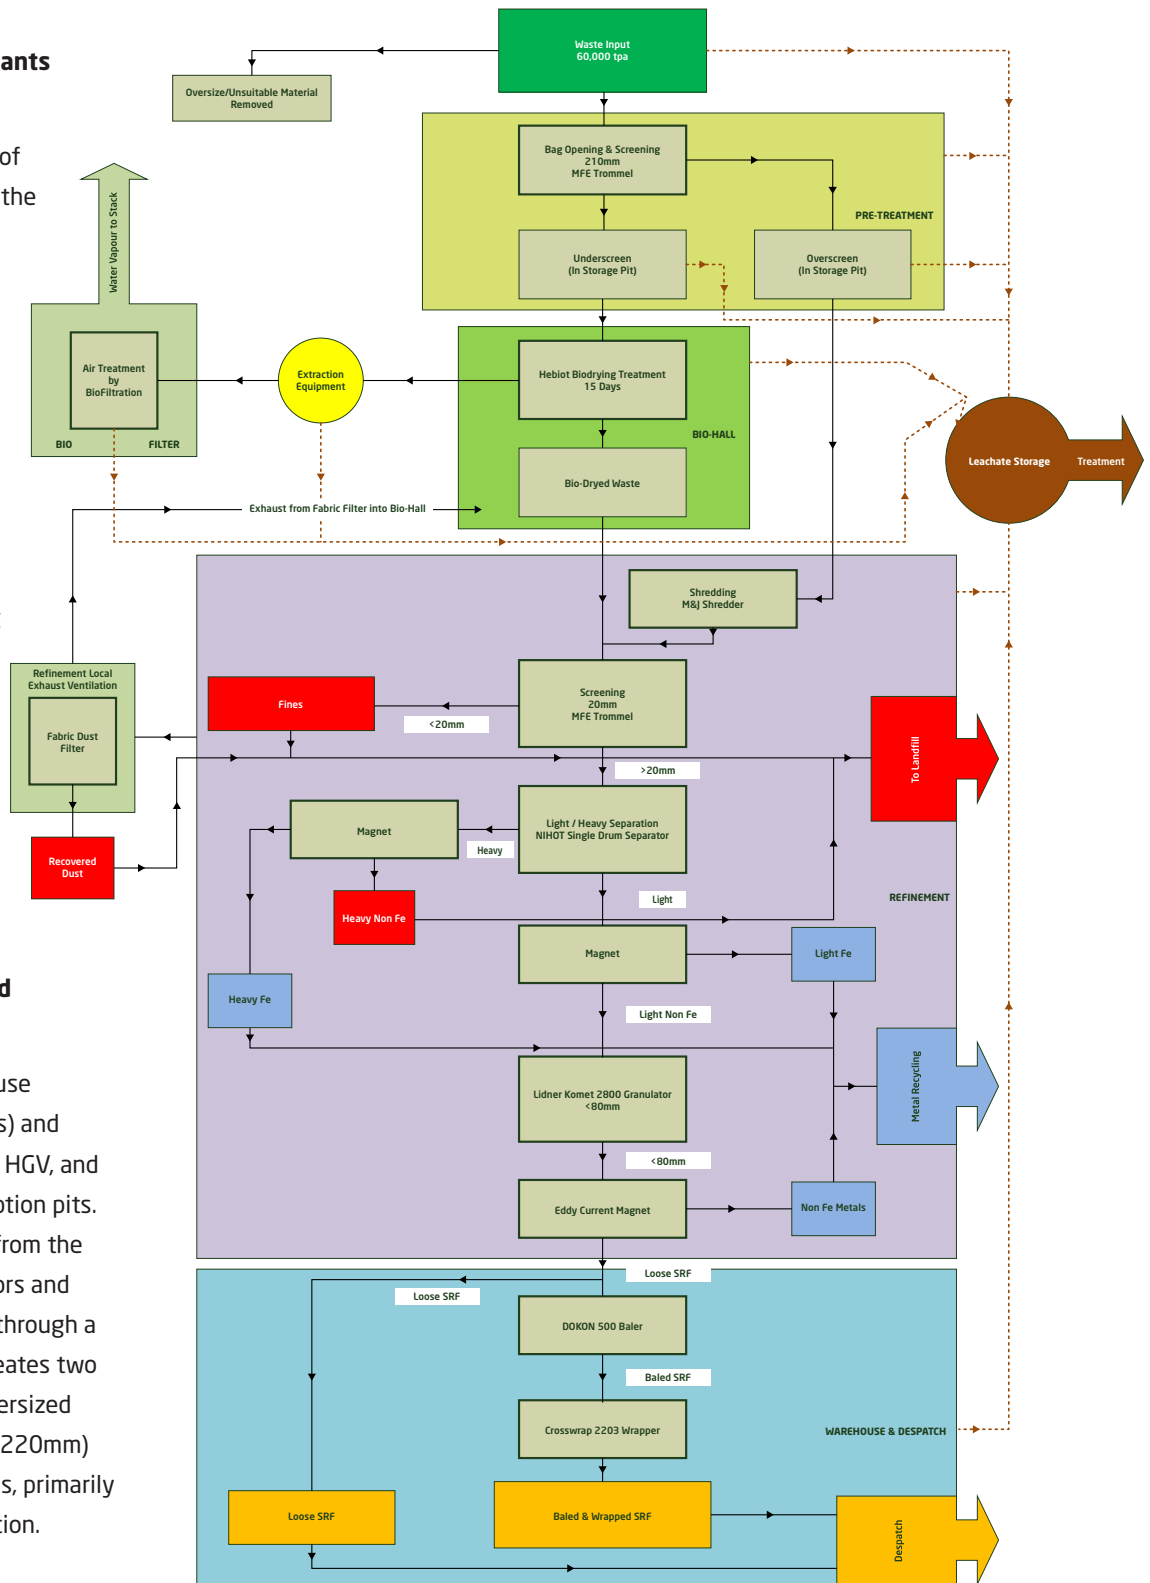 ants
of
the
d
use
s) and
HGV, and
ption pits.
from the
ors and
through a
eates two
ersized
220mm)
s, primarily
tion.
Waste Input
60,000 tpa
Oversize/Unsuitable Material
Removed
Bag Opening & Screening
210mm
MFE Trommel
PRE-TREATMENT
Underscreen
(In Storage Pit)
Overscreen
(In Storage Pit)
Water Vapour to Stack
Air Treatment
by
BioFiltration
BIO FILTER
Extraction
Equipment
Hebiot Biodrying Treatment
15 Days
BIO-HALL
Bio-Dryed Waste
Leachate Storage
Treatment
Exhaust from Fabric Filter into Bio-Hall
Shredding
M&J Shredder
Refinement Local
Exhaust Ventilation
Fabric Dust
Filter
Recovered
Dust
Fines
<20mm
Screening
20mm
MFE Trommel
>20mm
To Landfill
Magnet
Heavy
Light / Heavy Separation
NIHOT Single Drum Separator
Light
Heavy Non Fe
REFINEMENT
Magnet
Light Fe
Heavy Fe
Light Non Fe
Metal Recycling
Lidner Komet 2800 Granulator
<80mm
<80mm
Eddy Current Magnet
Non Fe Metals
Loose SRF
Loose SRF
DOKON 500 Baler
Baled SRF
Crosswrap 2203 Wrapper
WAREHOUSE & DESPATCH
Loose SRF
Baled & Wrapped SRF
Despatch